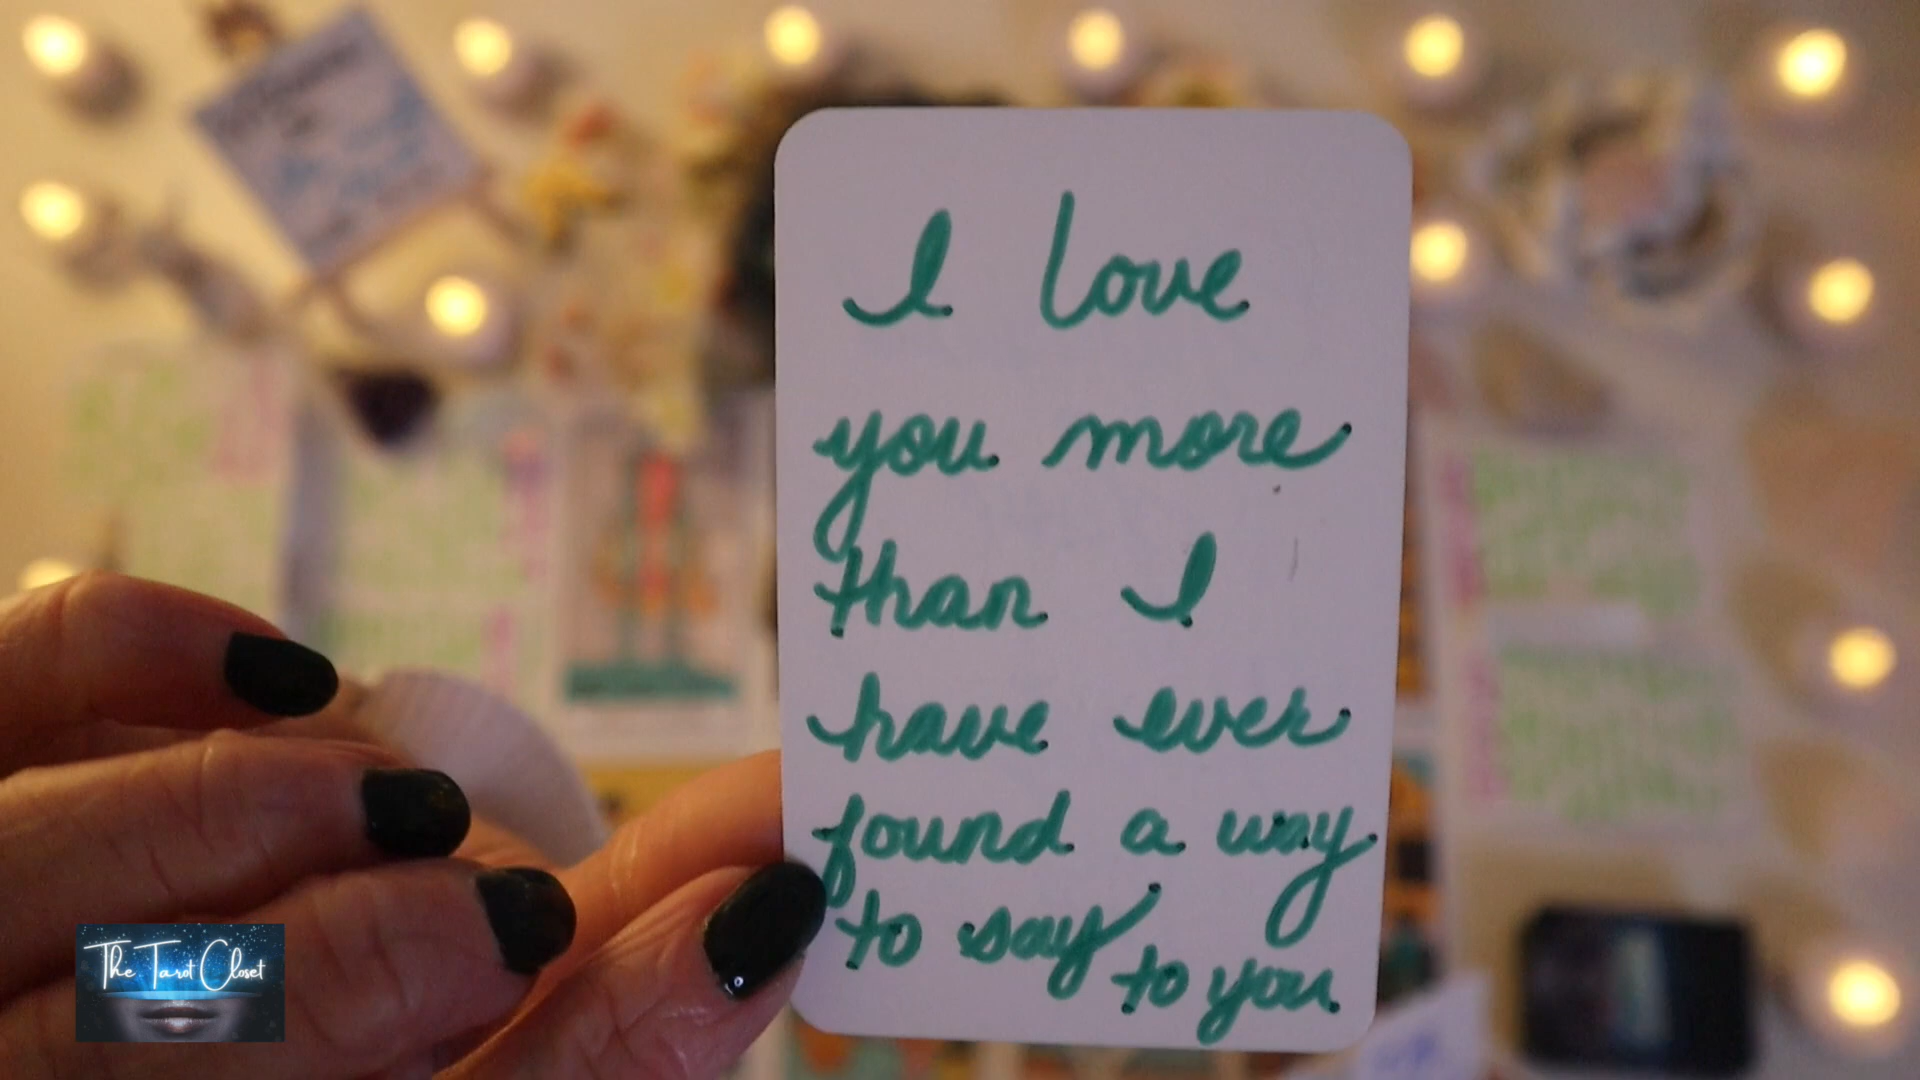 I love
you more
than I
have ever
found a way
to say
to you
The Tarot Closet